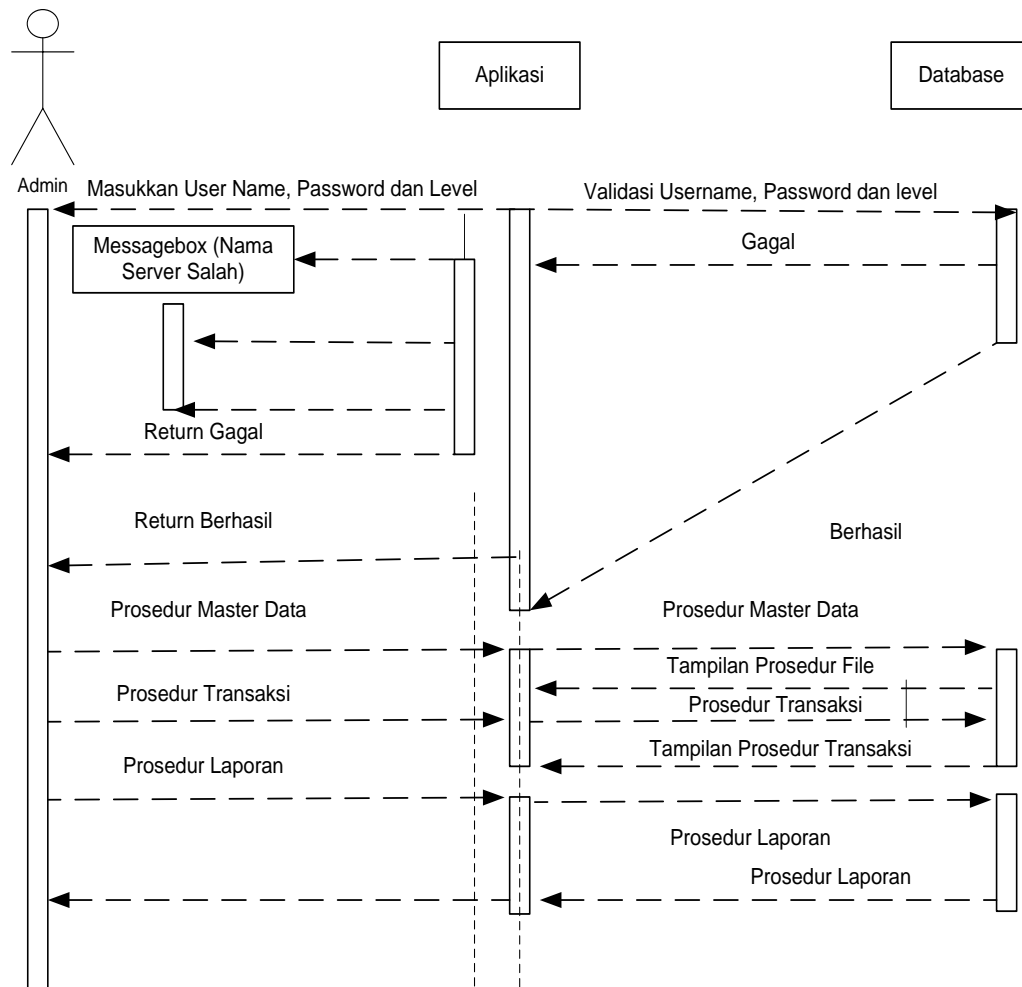 Aplikasi
Database
Admin
Masukkan User Name, Password dan Level
Validasi Username, Password dan level
Messagebox (Nama
Server Salah)
Gagal
Return Gagal
Return Berhasil
Berhasil
Prosedur Master Data
Prosedur Master Data
Tampilan Prosedur File
Prosedur Transaksi
Prosedur Transaksi
Tampilan Prosedur Transaksi
Prosedur Laporan
Prosedur Laporan
Prosedur Laporan